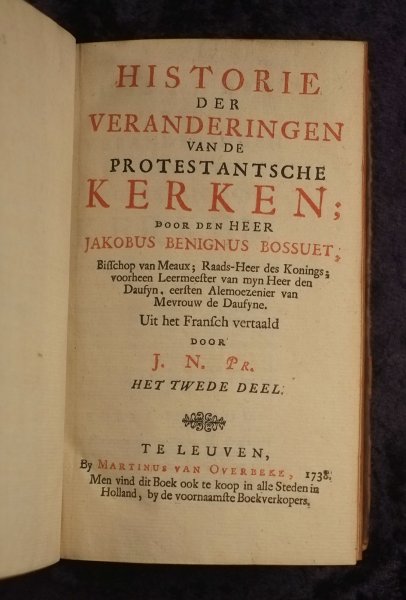 HISTORIE
DER
VERANDERINGEN
VAN DE
PROTESTANTSCHE
KERKEN;
DOOR DEN HEER
JAKOBUS BENIGNUS BOSSUET;
Bisschop van Meaux; Raads-Heer des Konings;
voorheen Leermeester van myn Heer den
Daufyn, eersten Alemoezenier van
Mevrouw de Daufyne.
Uit het Fransch vertaald
DOOR
J. N. PR.
HET TWEDE DEEL.
TE LEUVEN,
By MARTINUS VAN OVERBEKE, 1738.
Men vind dit Boek ook te koop in alle Steden in
Holland, by de voornaamste Boekverkopers.